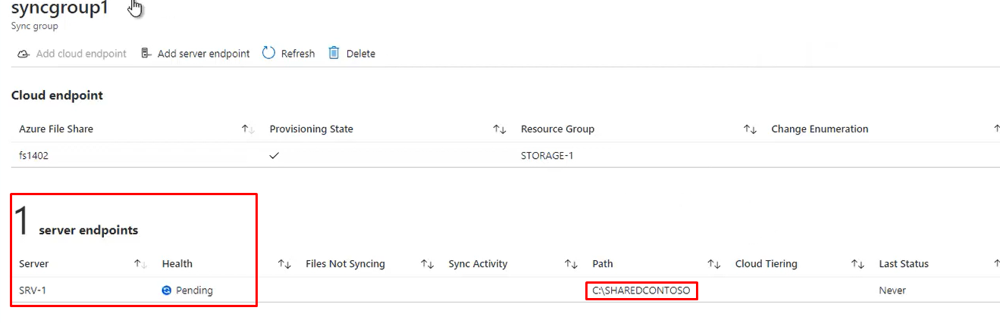 syncgroup1
Sync group
Add cloud endpoint Add server endpoint Refresh Delete
Cloud endpoint
Azure File Share Provisioning State Resource Group Change Enumeration
fs1402 STORAGE-1
1 server endpoints
Server Health Files Not Syncing Sync Activity Path Cloud Tiering Last Status
SRV-1 Pending C:\SHAREDCONTOSO Never